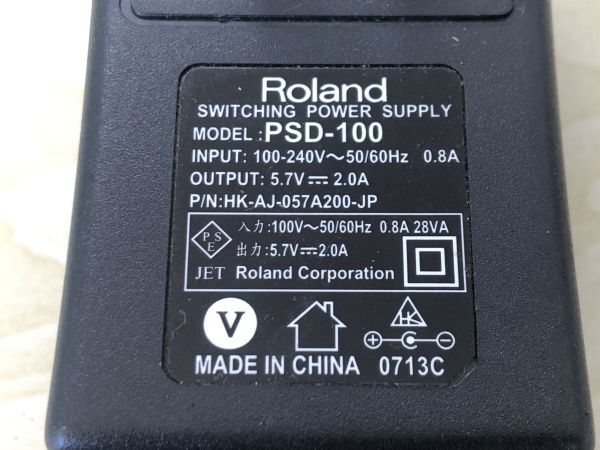 Roland
SWITCHING POWER SUPPLY
MODEL :PSD-100
INPUT: 100-240V～50/60Hz 0.8A
OUTPUT: 5.7V⎓2.0A
P/N:HK-AJ-057A200-JP
PSE
入力:100V～50/60Hz 0.8A 28VA
出力:5.7V⎓2.0A
JET Roland Corporation
V
HK
MADE IN CHINA 0713C